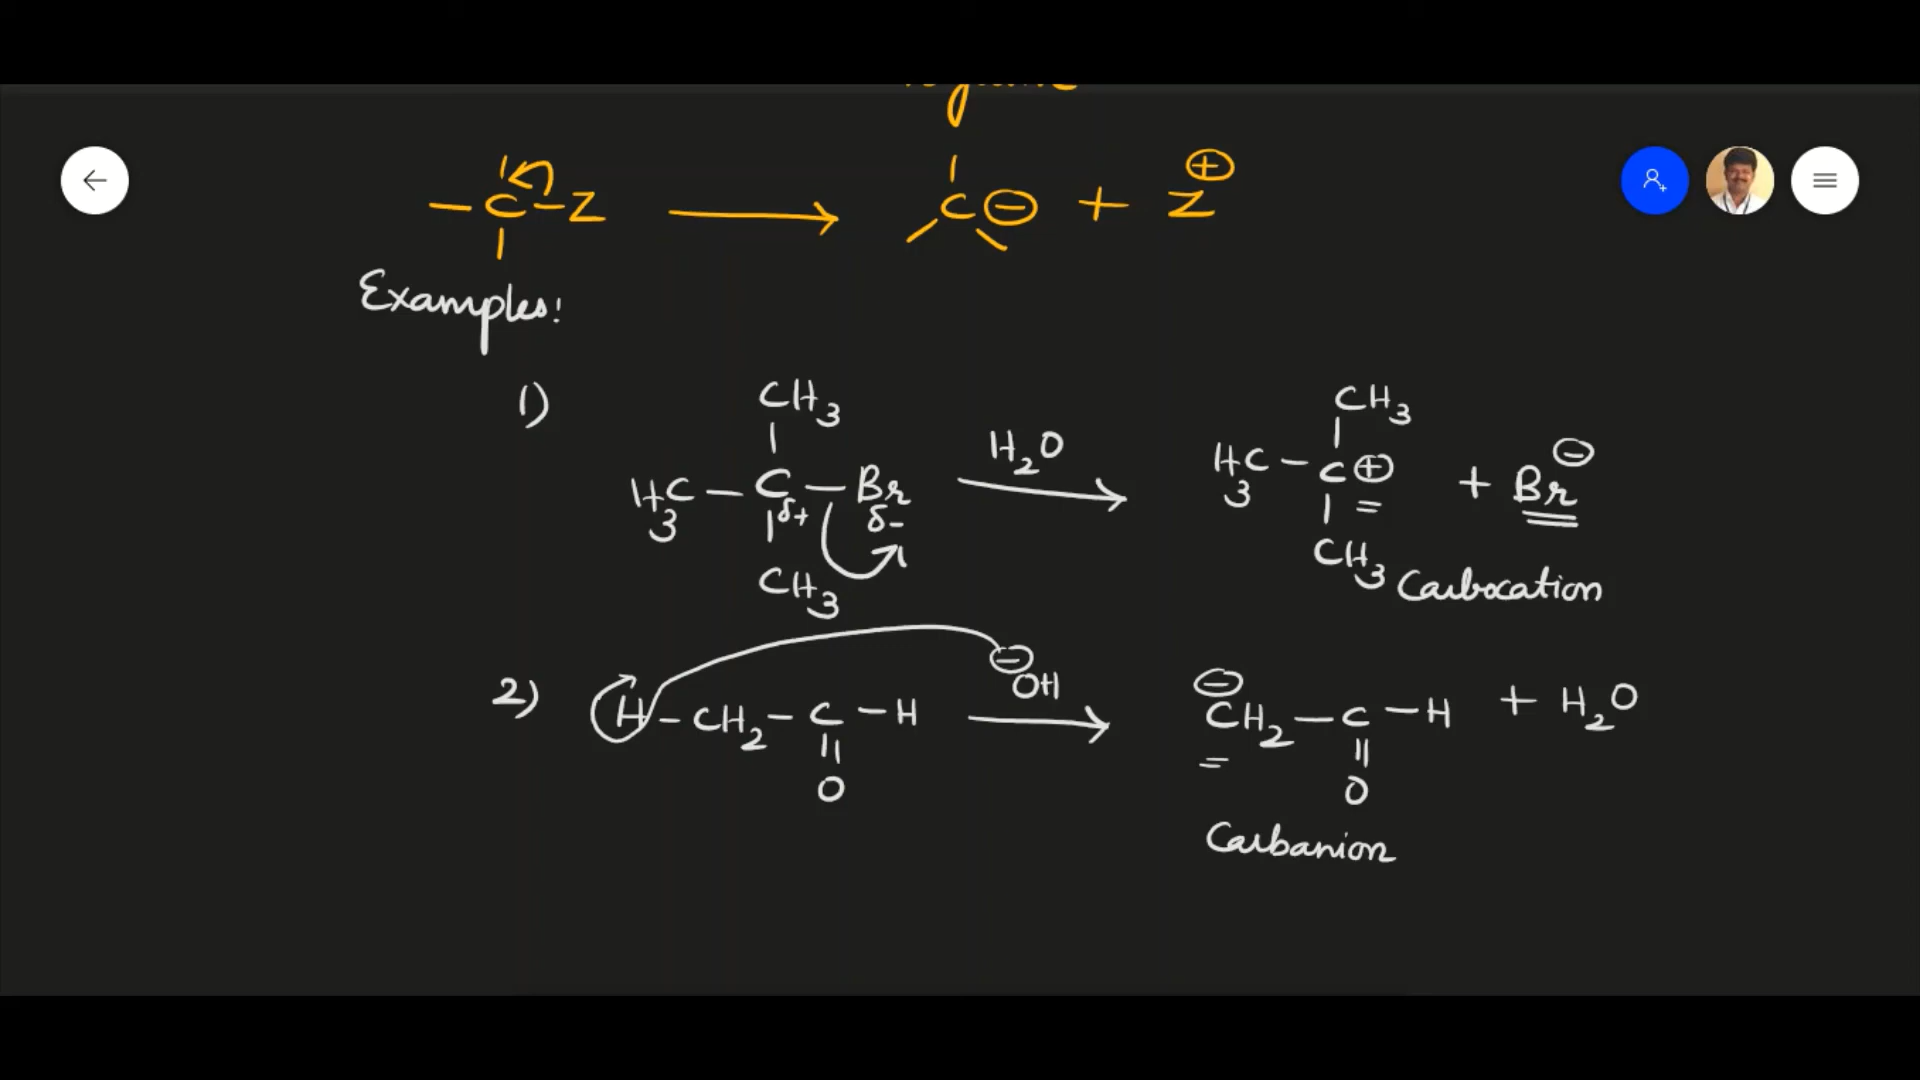 — C — Z ⟶ C ⊖ + Z ⊕
Examples:
1)
CH3 CH3
H3C — C — Br H2O ⟶ H3C — C ⊕ + Br ⊖
δ+ δ-
CH3 CH3 Carbocation
2) H — CH2 — C — H ⊖OH ⟶ ⊖CH2 — C — H + H2O
|| ||
O O
Carbanion